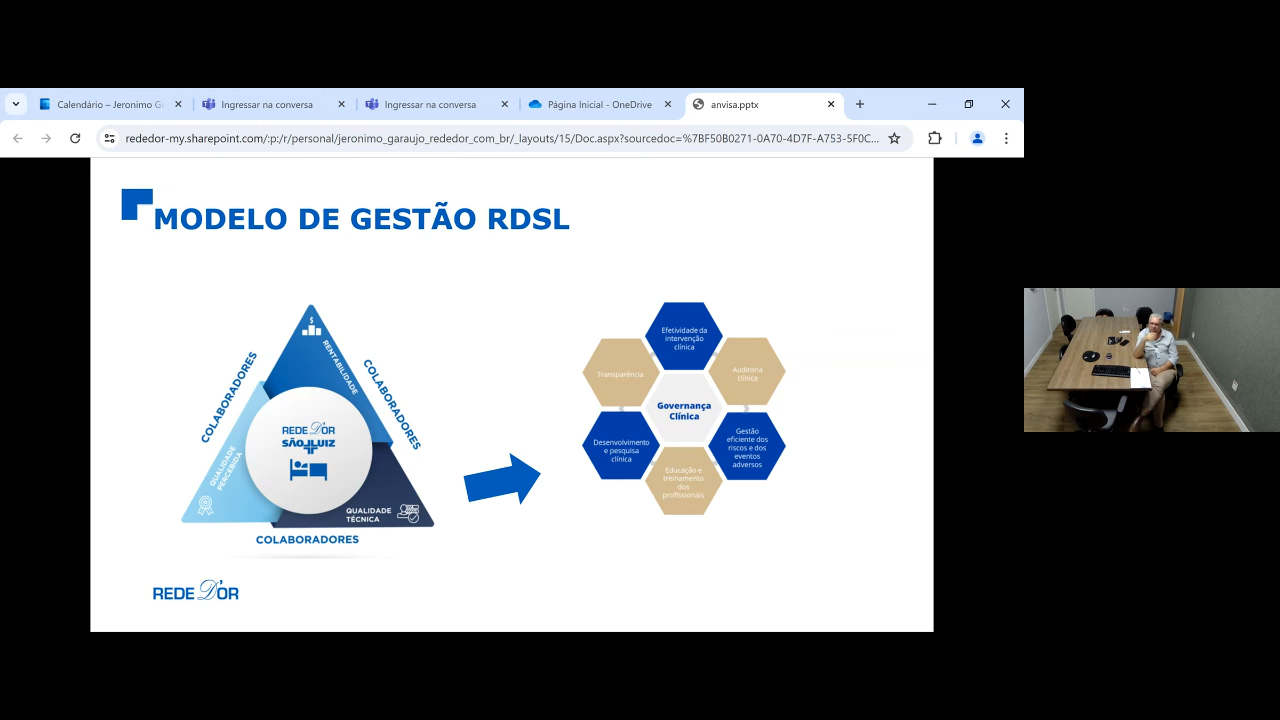 Calendário – Jeronimo G
Ingressar na conversa
Ingressar na conversa
Página Inicial - OneDrive
anvisa.pptx
rededor-my.sharepoint.com/:p:/r/personal/jeronimo_garaujo_rededor_com_br/_layouts/15/Doc.aspx?sourcedoc=%7BF50B0271-0A70-4D7F-A753-5F0C...
MODELO DE GESTÃO RDSL
$
RENTABILIDADE
COLABORADORES
COLABORADORES
REDE D'OR
SÃO LUIZ
QUALIDADE
PERCEBIDA
QUALIDADE
TÉCNICA
COLABORADORES
Efetividade da
intervenção
clínica
Transparência
Auditoria
clínica
Governança
Clínica
Desenvolvimento
e pesquisa
clínica
Gestão
eficiente dos
riscos e dos
eventos
adversos
Educação e
treinamento
dos
profissionais
REDE D'OR